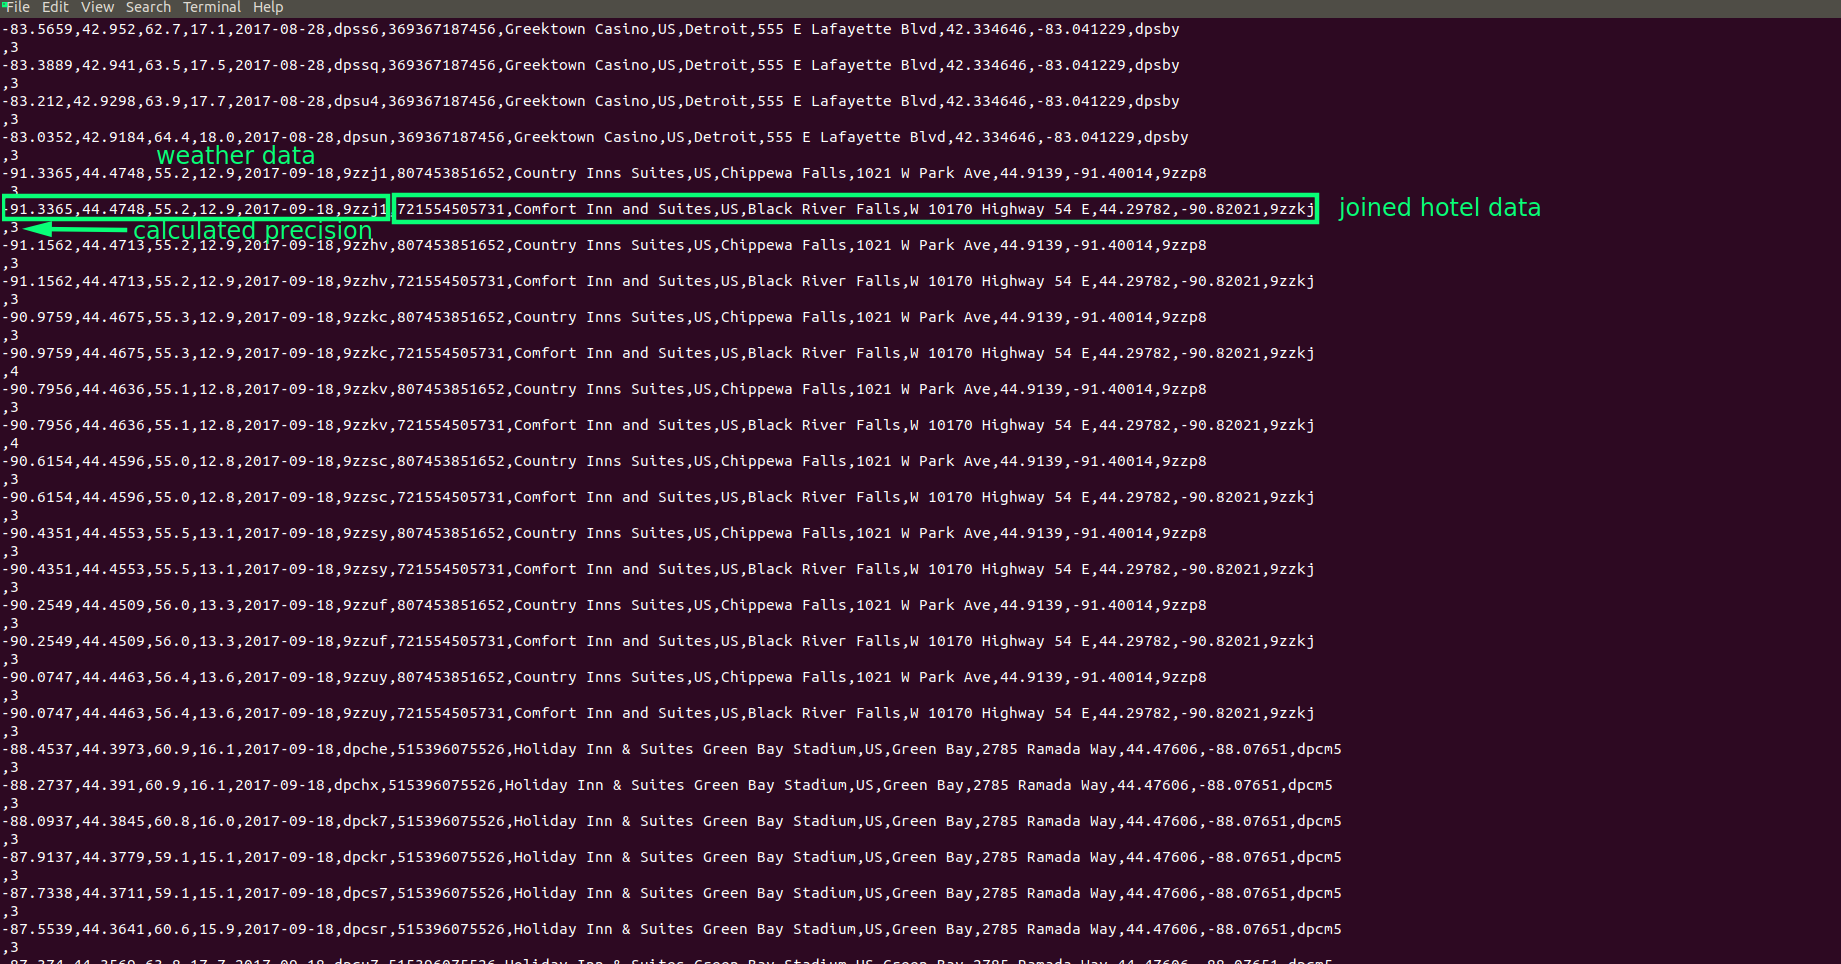 File Edit View Search Terminal Help
-83.5659,42.952,62.7,17.1,2017-08-28,dpss6,369367187456,Greektown Casino,US,Detroit,555 E Lafayette Blvd,42.334646,-83.041229,dpsby
,3
-83.3889,42.941,63.5,17.5,2017-08-28,dpssq,369367187456,Greektown Casino,US,Detroit,555 E Lafayette Blvd,42.334646,-83.041229,dpsby
,3
-83.212,42.9298,63.9,17.7,2017-08-28,dpsu4,369367187456,Greektown Casino,US,Detroit,555 E Lafayette Blvd,42.334646,-83.041229,dpsby
,3
-83.0352,42.9184,64.4,18.0,2017-08-28,dpsun,369367187456,Greektown Casino,US,Detroit,555 E Lafayette Blvd,42.334646,-83.041229,dpsby
,3
weather data
-91.3365,44.4748,55.2,12.9,2017-09-18,9zzj1,807453851652,Country Inns Suites,US,Chippewa Falls,1021 W Park Ave,44.9139,-91.40014,9zzp8
,3
-91.3365,44.4748,55.2,12.9,2017-09-18,9zzj1,721554505731,Comfort Inn and Suites,US,Black River Falls,W 10170 Highway 54 E,44.29782,-90.82021,9zzkj
joined hotel data
,3
calculated precision
-91.1562,44.4713,55.2,12.9,2017-09-18,9zzhv,807453851652,Country Inns Suites,US,Chippewa Falls,1021 W Park Ave,44.9139,-91.40014,9zzp8
,3
-91.1562,44.4713,55.2,12.9,2017-09-18,9zzhv,721554505731,Comfort Inn and Suites,US,Black River Falls,W 10170 Highway 54 E,44.29782,-90.82021,9zzkj
,3
-90.9759,44.4675,55.3,12.9,2017-09-18,9zzkc,807453851652,Country Inns Suites,US,Chippewa Falls,1021 W Park Ave,44.9139,-91.40014,9zzp8
,3
-90.9759,44.4675,55.3,12.9,2017-09-18,9zzkc,721554505731,Comfort Inn and Suites,US,Black River Falls,W 10170 Highway 54 E,44.29782,-90.82021,9zzkj
,4
-90.7956,44.4636,55.1,12.8,2017-09-18,9zzkv,807453851652,Country Inns Suites,US,Chippewa Falls,1021 W Park Ave,44.9139,-91.40014,9zzp8
,3
-90.7956,44.4636,55.1,12.8,2017-09-18,9zzkv,721554505731,Comfort Inn and Suites,US,Black River Falls,W 10170 Highway 54 E,44.29782,-90.82021,9zzkj
,4
-90.6154,44.4596,55.0,12.8,2017-09-18,9zzsc,807453851652,Country Inns Suites,US,Chippewa Falls,1021 W Park Ave,44.9139,-91.40014,9zzp8
,3
-90.6154,44.4596,55.0,12.8,2017-09-18,9zzsc,721554505731,Comfort Inn and Suites,US,Black River Falls,W 10170 Highway 54 E,44.29782,-90.82021,9zzkj
,3
-90.4351,44.4553,55.5,13.1,2017-09-18,9zzsy,807453851652,Country Inns Suites,US,Chippewa Falls,1021 W Park Ave,44.9139,-91.40014,9zzp8
,3
-90.4351,44.4553,55.5,13.1,2017-09-18,9zzsy,721554505731,Comfort Inn and Suites,US,Black River Falls,W 10170 Highway 54 E,44.29782,-90.82021,9zzkj
,3
-90.2549,44.4509,56.0,13.3,2017-09-18,9zzuf,807453851652,Country Inns Suites,US,Chippewa Falls,1021 W Park Ave,44.9139,-91.40014,9zzp8
,3
-90.2549,44.4509,56.0,13.3,2017-09-18,9zzuf,721554505731,Comfort Inn and Suites,US,Black River Falls,W 10170 Highway 54 E,44.29782,-90.82021,9zzkj
,3
-90.0747,44.4463,56.4,13.6,2017-09-18,9zzuy,807453851652,Country Inns Suites,US,Chippewa Falls,1021 W Park Ave,44.9139,-91.40014,9zzp8
,3
-90.0747,44.4463,56.4,13.6,2017-09-18,9zzuy,721554505731,Comfort Inn and Suites,US,Black River Falls,W 10170 Highway 54 E,44.29782,-90.82021,9zzkj
,3
-88.4537,44.3973,60.9,16.1,2017-09-18,dpche,515396075526,Holiday Inn & Suites Green Bay Stadium,US,Green Bay,2785 Ramada Way,44.47606,-88.07651,dpcm5
,3
-88.2737,44.391,60.9,16.1,2017-09-18,dpchx,515396075526,Holiday Inn & Suites Green Bay Stadium,US,Green Bay,2785 Ramada Way,44.47606,-88.07651,dpcm5
,3
-88.0937,44.3845,60.8,16.0,2017-09-18,dpck7,515396075526,Holiday Inn & Suites Green Bay Stadium,US,Green Bay,2785 Ramada Way,44.47606,-88.07651,dpcm5
,3
-87.9137,44.3779,59.1,15.1,2017-09-18,dpckr,515396075526,Holiday Inn & Suites Green Bay Stadium,US,Green Bay,2785 Ramada Way,44.47606,-88.07651,dpcm5
,3
-87.7338,44.3711,59.1,15.1,2017-09-18,dpcs7,515396075526,Holiday Inn & Suites Green Bay Stadium,US,Green Bay,2785 Ramada Way,44.47606,-88.07651,dpcm5
,3
-87.5539,44.3641,60.6,15.9,2017-09-18,dpcsr,515396075526,Holiday Inn & Suites Green Bay Stadium,US,Green Bay,2785 Ramada Way,44.47606,-88.07651,dpcm5
,3